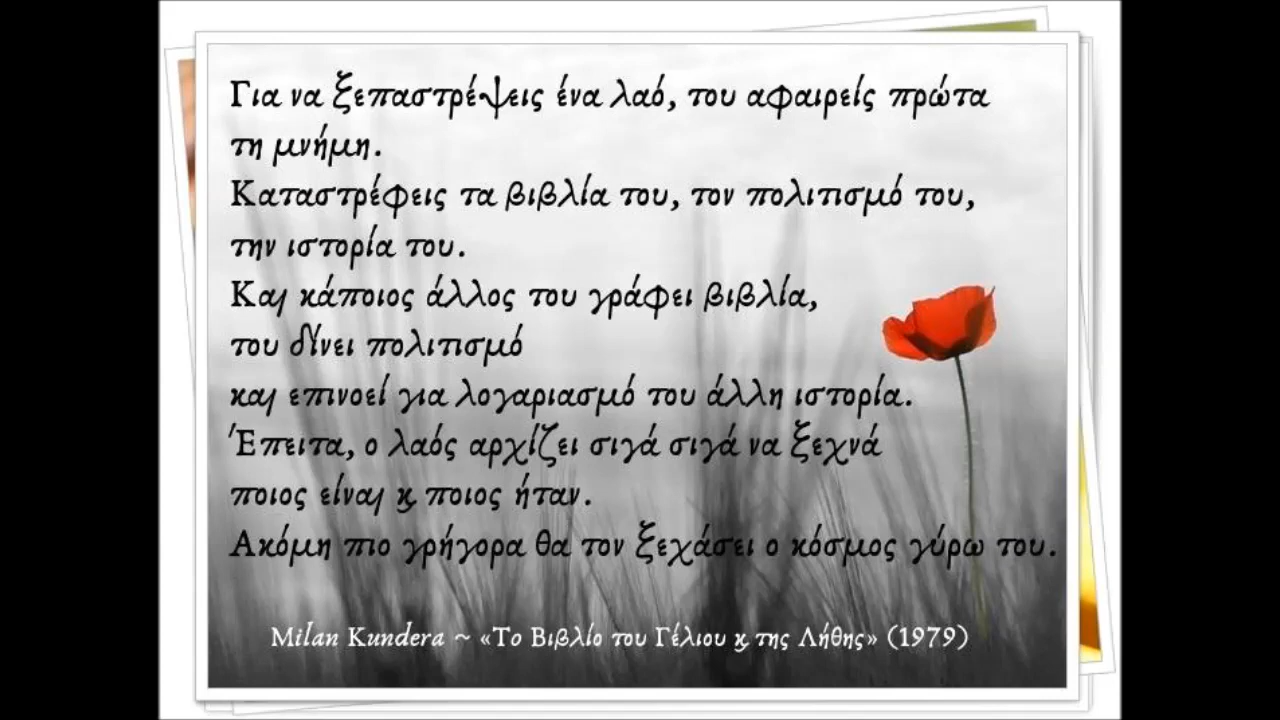 Για να ξεπαστρέψεις ένα λαό, του αφαιρείς πρώτα
τη μνήμη.
Καταστρέφεις τα βιβλία του, τον πολιτισμό του,
την ιστορία του.
Και κάποιος άλλος του γράφει βιβλία,
του δίνει πολιτισμό
και επινοεί για λογαριασμό του άλλη ιστορία.
Έπειτα, ο λαός αρχίζει σιγά σιγά να ξεχνά
ποιος είναι ϗ ποιος ήταν.
Ακόμη πιο γρήγορα θα τον ξεχάσει ο κόσμος γύρω του.
Milan Kundera ~ «Το Βιβλίο του Γέλιου ϗ της Λήθης» (1979)